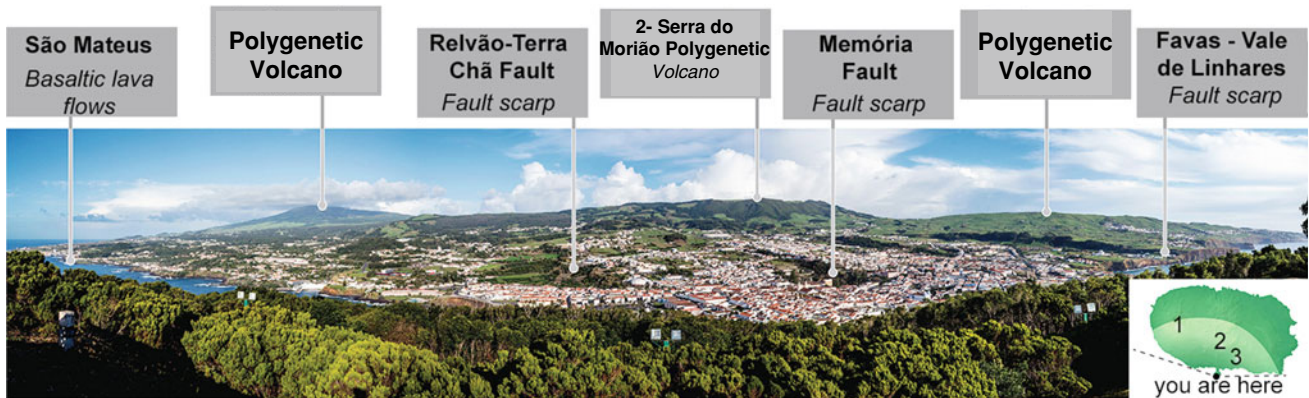 São Mateus
Basaltic lava
flows
Polygenetic
Volcano
Relvão-Terra
Chã Fault
Fault scarp
2- Serra do
Morião Polygenetic
Volcano
Memória
Fault
Fault scarp
Polygenetic
Volcano
Favas - Vale
de Linhares
Fault scarp
1
2
3
you are here